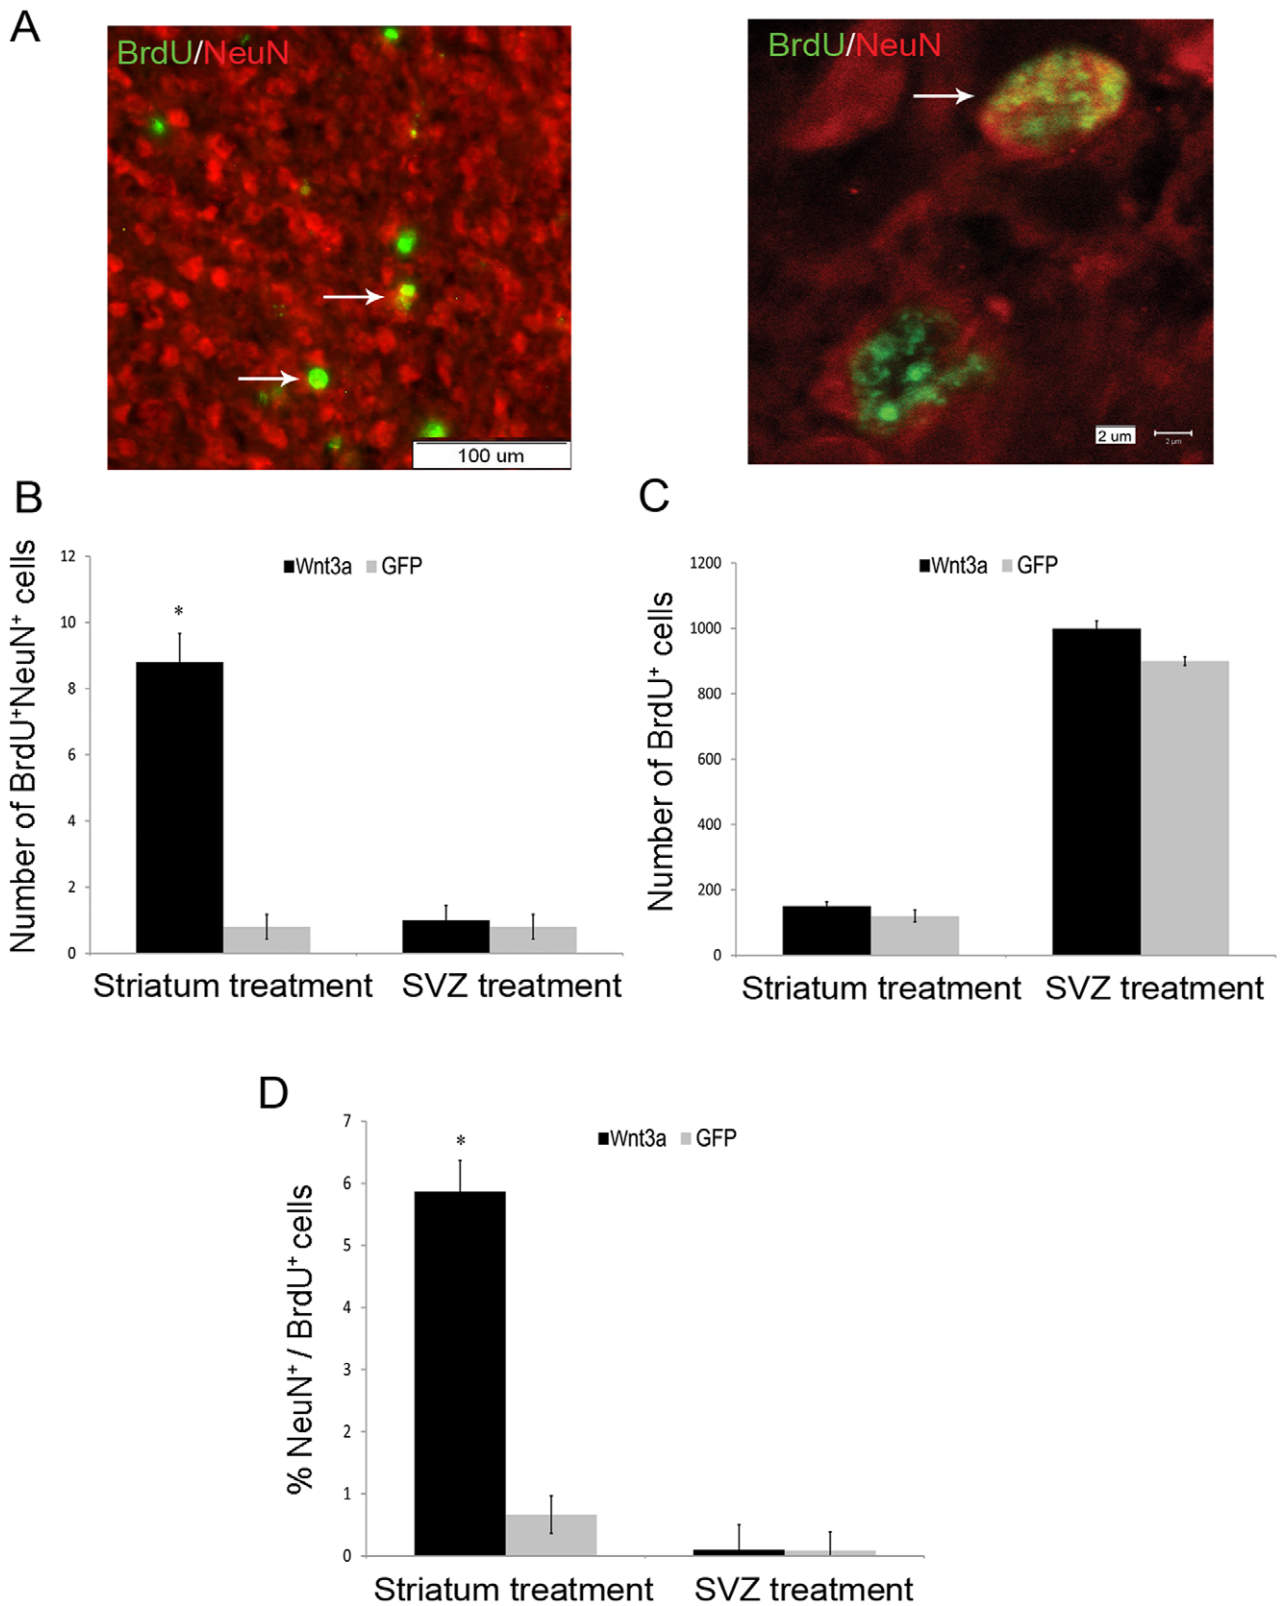 A
BrdU/NeuN
100 um
BrdU/NeuN
2 um
2 µm
B
Number of BrdU⁺NeuN⁺ cells
12
10
8
6
4
2
0
Wnt3a GFP
*
Striatum treatment SVZ treatment
C
Number of BrdU⁺ cells
1200
1000
800
600
400
200
0
Wnt3a GFP
Striatum treatment SVZ treatment
D
% NeuN⁺ / BrdU⁺ cells
7
6
5
4
3
2
1
0
Wnt3a GFP
*
Striatum treatment SVZ treatment